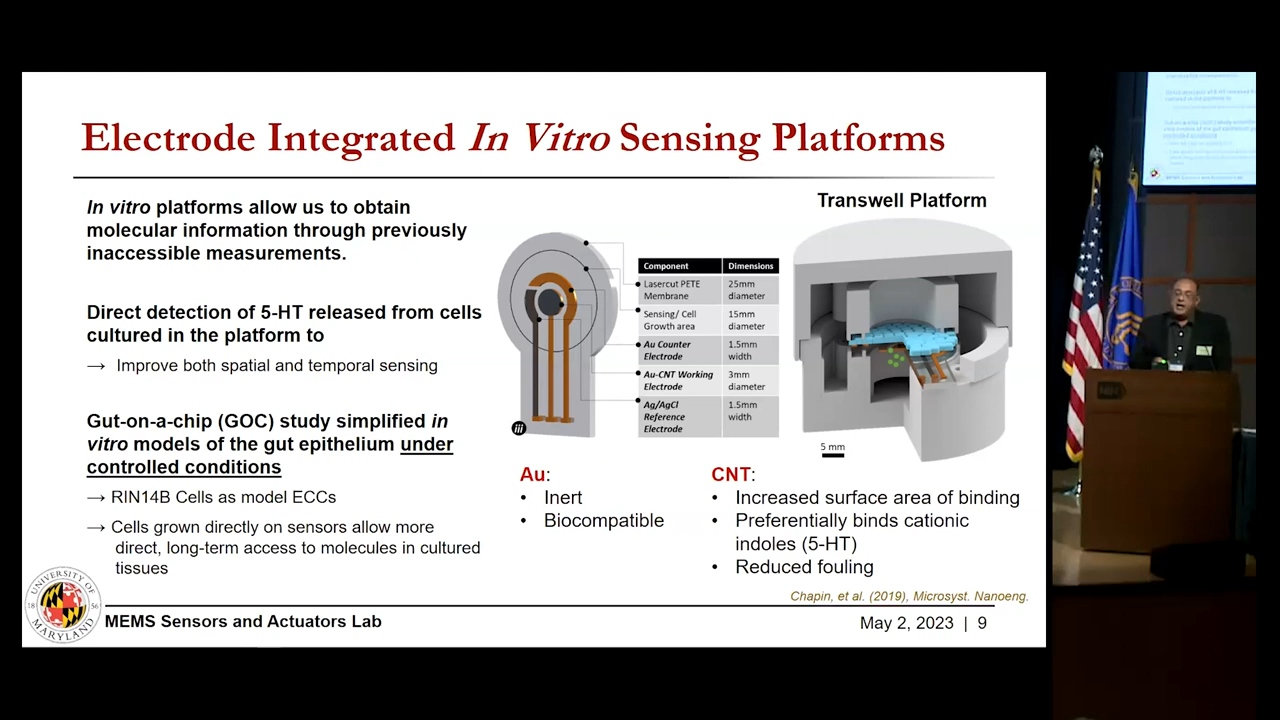 Electrode Integrated In Vitro Sensing Platforms
In vitro platforms allow us to obtain
molecular information through previously
inaccessible measurements.
Direct detection of 5-HT released from cells
cultured in the platform to
→ Improve both spatial and temporal sensing
Gut-on-a-chip (GOC) study simplified in
vitro models of the gut epithelium under
controlled conditions
→ RIN14B Cells as model ECCs
→ Cells grown directly on sensors allow more
direct, long-term access to molecules in cultured
tissues
iii
Component Dimensions
Lasercut PETE 25mm
Membrane diameter
Sensing/ Cell 15mm
Growth area diameter
Au Counter 1.5mm
Electrode width
Au-CNT Working 3mm
Electrode diameter
Ag/AgCl 1.5mm
Reference width
Electrode
Transwell Platform
5 mm
Au:
• Inert
• Biocompatible
CNT:
• Increased surface area of binding
• Preferentially binds cationic
indoles (5-HT)
• Reduced fouling
Chapin, et al. (2019), Microsyst. Nanoeng.
UNIVERSITY OF
18 56
MARYLAND
MEMS Sensors and Actuators Lab
May 2, 2023 | 9